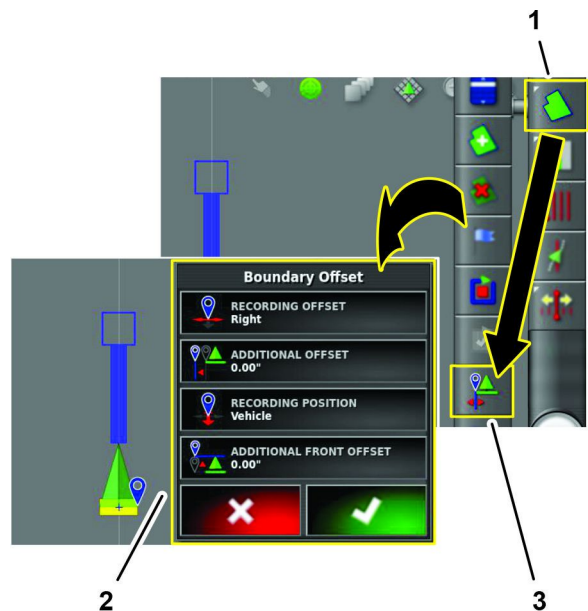 1
Boundary Offset
RECORDING OFFSET
Right
ADDITIONAL OFFSET
0.00"
RECORDING POSITION
Vehicle
ADDITIONAL FRONT OFFSET
0.00"
2
3